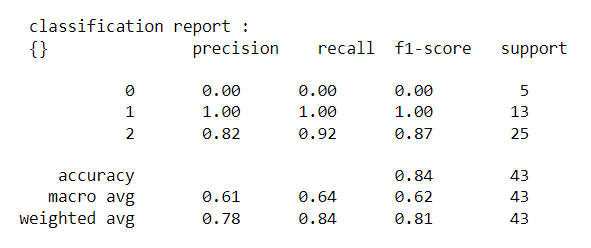 classification report :
{} precision recall f1-score support
0 0.00 0.00 0.00 5
1 1.00 1.00 1.00 13
2 0.82 0.92 0.87 25
accuracy 0.84 43
macro avg 0.61 0.64 0.62 43
weighted avg 0.78 0.84 0.81 43